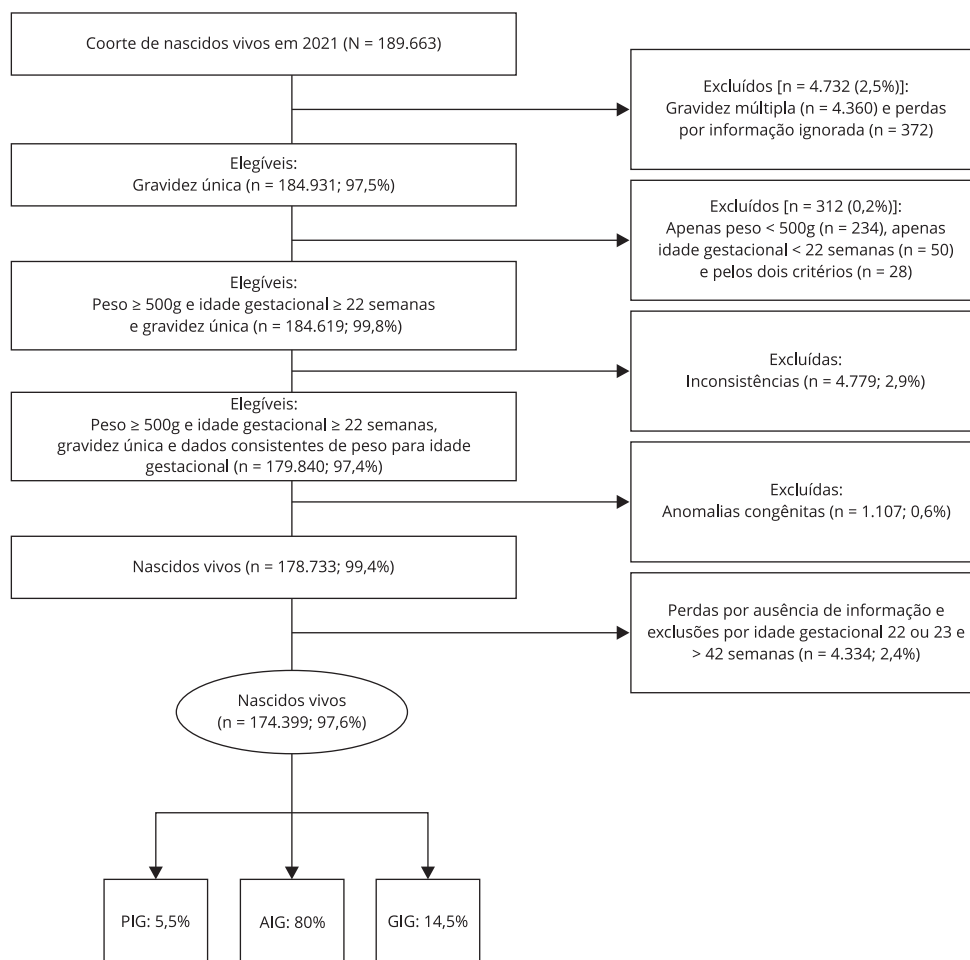 Coorte de nascidos vivos em 2021 (N = 189.663)
Excluídos [n = 4.732 (2,5%)]:
Gravidez múltipla (n = 4.360) e perdas
por informação ignorada (n = 372)
Elegíveis:
Gravidez única (n = 184.931; 97,5%)
Excluídos [n = 312 (0,2%)]:
Apenas peso < 500g (n = 234), apenas
idade gestacional < 22 semanas (n = 50)
e pelos dois critérios (n = 28)
Elegíveis:
Peso ≥ 500g e idade gestacional ≥ 22 semanas
e gravidez única (n = 184.619; 99,8%)
Excluídas:
Inconsistências (n = 4.779; 2,9%)
Elegíveis:
Peso ≥ 500g e idade gestacional ≥ 22 semanas,
gravidez única e dados consistentes de peso para idade
gestacional (n = 179.840; 97,4%)
Excluídas:
Anomalias congênitas (n = 1.107; 0,6%)
Nascidos vivos (n = 178.733; 99,4%)
Perdas por ausência de informação e
exclusões por idade gestacional 22 ou 23 e
> 42 semanas (n = 4.334; 2,4%)
Nascidos vivos
(n = 174.399; 97,6%)
PIG: 5,5%
AIG: 80%
GIG: 14,5%